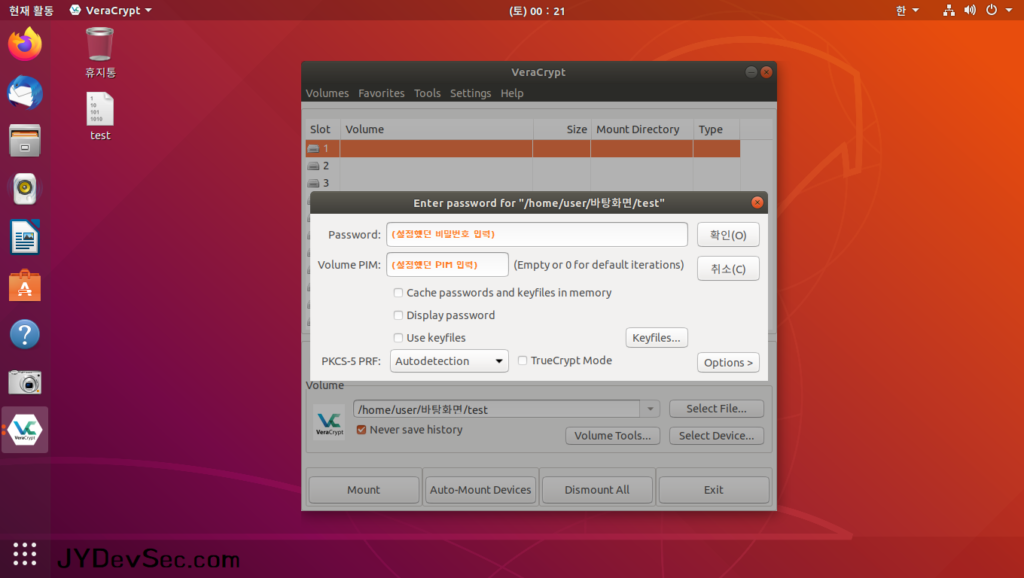 현재 활동 VeraCrypt (토) 00 : 21 한
휴지통
test
VeraCrypt
Volumes Favorites Tools Settings Help
Slot Volume Size Mount Directory Type
1
2
3
Enter password for "/home/user/바탕화면/test"
Password: (설정했던 비밀번호 입력) 확인(O)
Volume PIM: (설정했던 PIM 입력) (Empty or 0 for default iterations) 취소(C)
Cache passwords and keyfiles in memory
Display password
Use keyfiles Keyfiles...
PKCS-5 PRF: Autodetection TrueCrypt Mode Options >
Volume
VeraCrypt /home/user/바탕화면/test Select File...
Never save history Volume Tools... Select Device...
Mount Auto-Mount Devices Dismount All Exit
VeraCrypt
JYDevSec.com